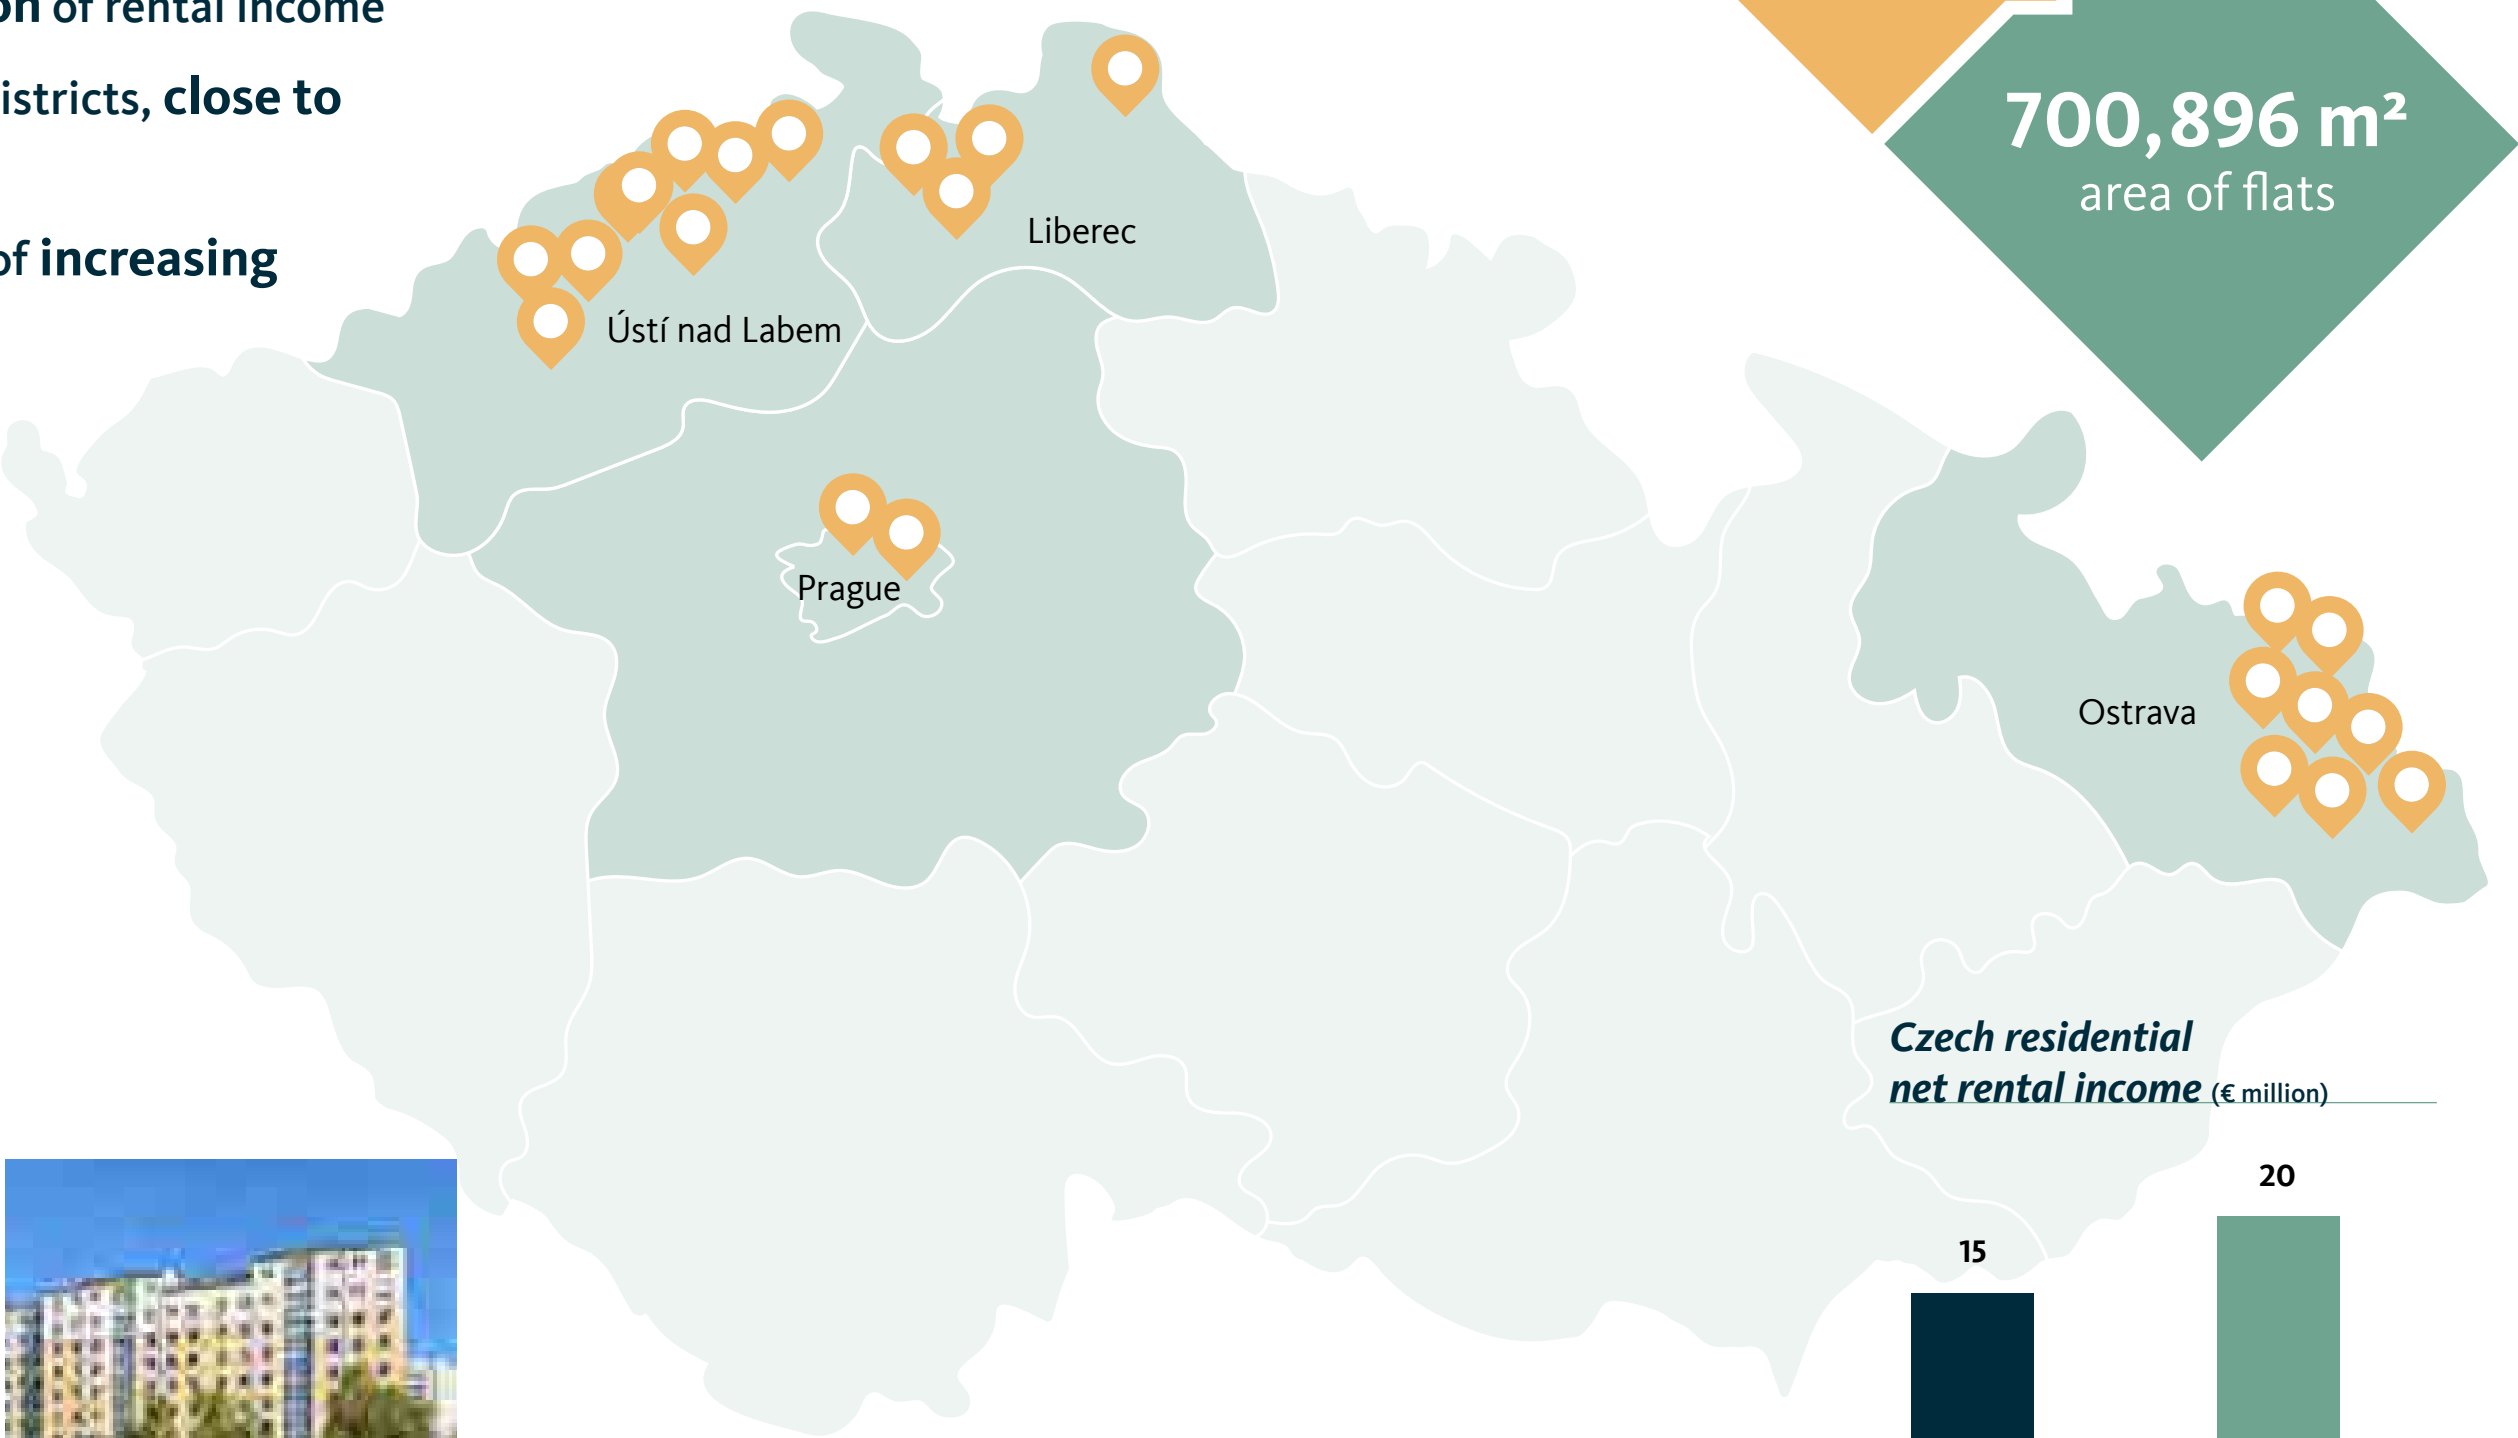 of rental income
districts, close to
of increasing
700,896 m²
area of flats
Liberec
Ústí nad Labem
Prague
Ostrava
Czech residential
net rental income (€ million)
20
15